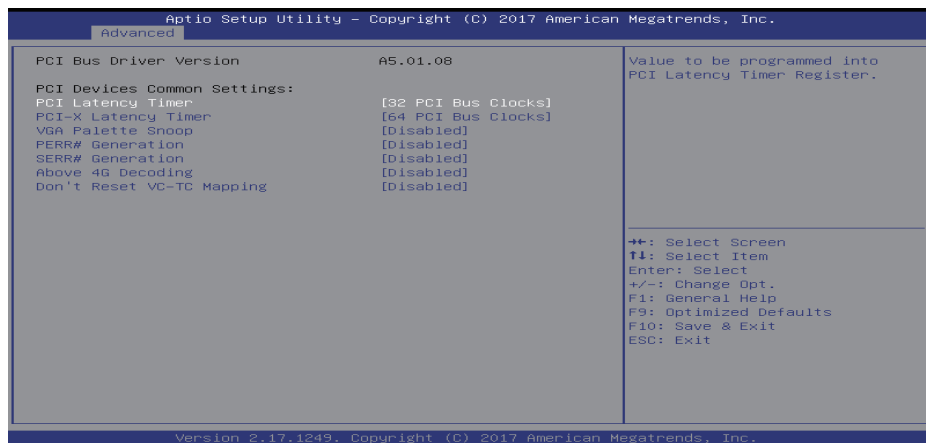 Aptio Setup Utility – Copyright (C) 2017 American Megatrends, Inc.
Advanced
PCI Bus Driver Version A5.01.08
PCI Devices Common Settings:
PCI Latency Timer [32 PCI Bus Clocks]
PCI-X Latency Timer [64 PCI Bus Clocks]
VGA Palette Snoop [Disabled]
PERR# Generation [Disabled]
SERR# Generation [Disabled]
Above 4G Decoding [Disabled]
Don't Reset VC-TC Mapping [Disabled]
Value to be programmed into
PCI Latency Timer Register.
→←: Select Screen
↑↓: Select Item
Enter: Select
+/-: Change Opt.
F1: General Help
F9: Optimized Defaults
F10: Save & Exit
ESC: Exit
Version 2.17.1249. Copyright (C) 2017 American Megatrends, Inc.